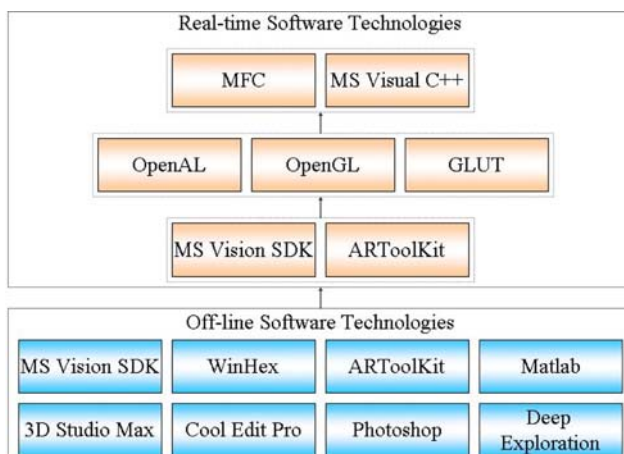 Real-time Software Technologies
MFC
MS Visual C++
OpenAL
OpenGL
GLUT
MS Vision SDK
ARToolKit
Off-line Software Technologies
MS Vision SDK
WinHex
ARToolKit
Matlab
3D Studio Max
Cool Edit Pro
Photoshop
Deep
Exploration